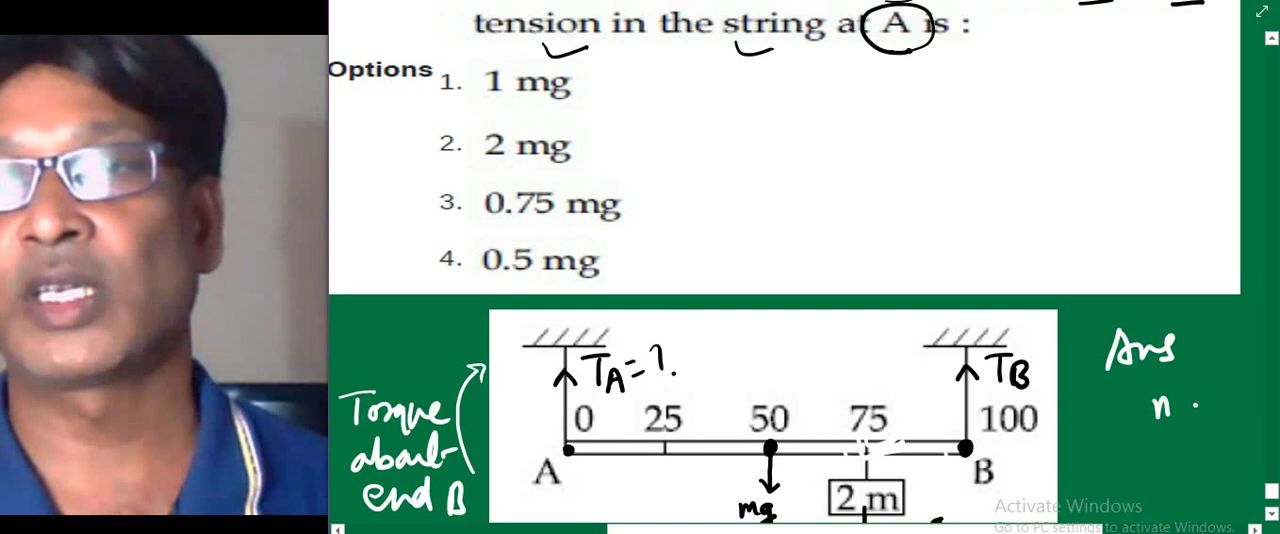 tension in the string at A is :
Options
1. 1 mg
2. 2 mg
3. 0.75 mg
4. 0.5 mg
TA=?
TB
0 25 50 75 100
A
B
mg
2 m
Torque
about
end B
Ans
n .
Activate Windows
Go to PC settings to activate Windows.